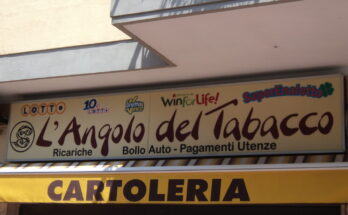 LOTTO 10 LOTTO Win for Life! SuperEnalotto
L'Angolo del Tabacco
Ricariche Bollo Auto - Pagamenti Utenze
CARTOLERIA